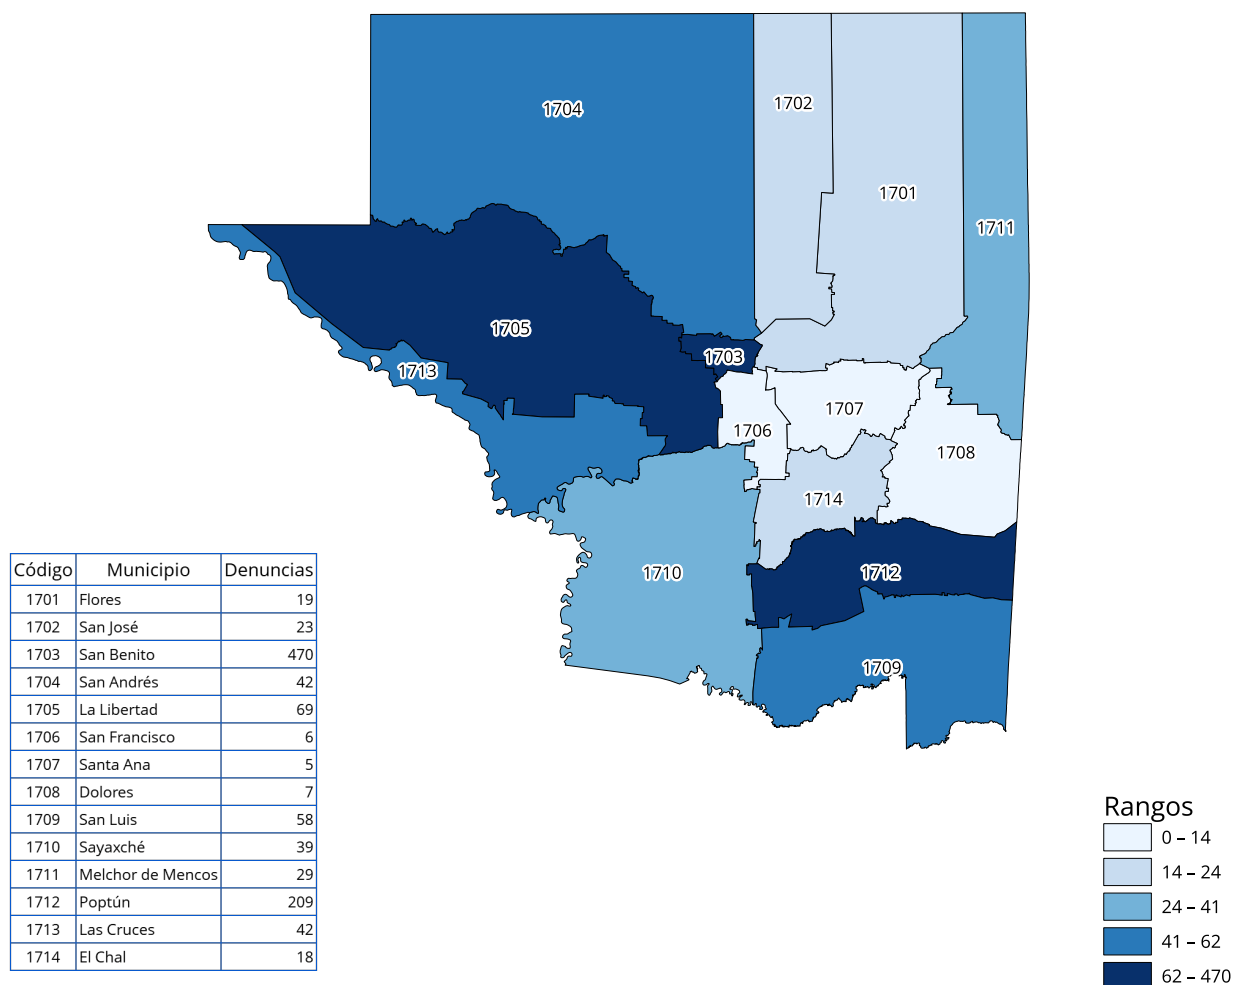 1704
1702
1701
1711
1705
1703
1713
1707
1706
1708
1714
1710
1712
1709
Código Municipio Denuncias
1701 Flores 19
1702 San José 23
1703 San Benito 470
1704 San Andrés 42
1705 La Libertad 69
1706 San Francisco 6
1707 Santa Ana 5
1708 Dolores 7
1709 San Luis 58
1710 Sayaxché 39
1711 Melchor de Mencos 29
1712 Poptún 209
1713 Las Cruces 42
1714 El Chal 18
Rangos
0 – 14
14 – 24
24 – 41
41 – 62
62 – 470